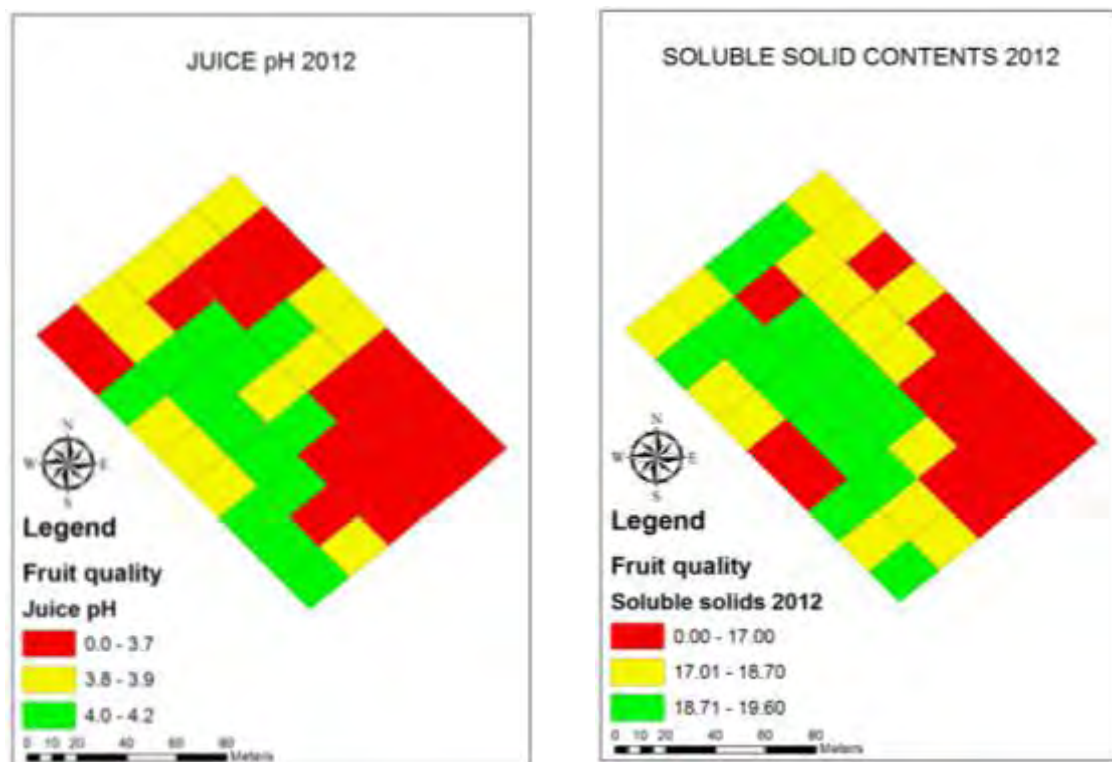 JUICE pH 2012
N
W E
S
Legend
Fruit quality
Juice pH
0.0 - 3.7
3.8 - 3.9
4.0 - 4.2
0 10 20 40 60 80
Meters
SOLUBLE SOLID CONTENTS 2012
N
W E
S
Legend
Fruit quality
Soluble solids 2012
0.00 - 17.00
17.01 - 18.70
18.71 - 19.60
0 10 20 40 60 80
Meters